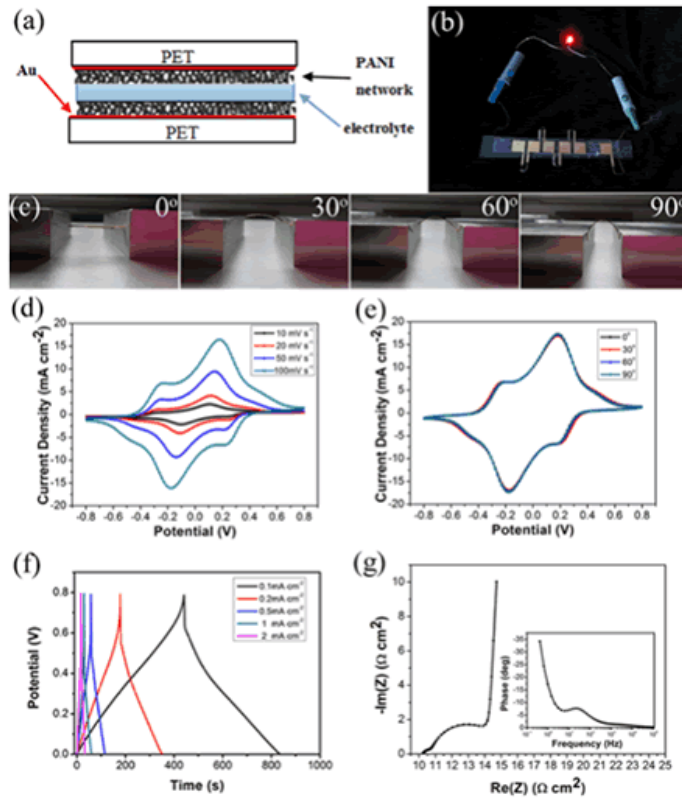 (a)
PET
Au
PANI
network
electrolyte
PET
(b)
(c)
0°
30°
60°
90°
(d)
Current Density (mA cm⁻²)
20
15
10
5
0
-5
-10
-15
-20
10 mV s⁻¹
20 mV s⁻¹
50 mV s⁻¹
100mV s⁻¹
-0.8 -0.6 -0.4 -0.2 0.0 0.2 0.4 0.6 0.8
Potential (V)
(e)
Current Density (mA cm⁻²)
20
15
10
5
0
-5
-10
-15
-20
0°
30°
60°
90°
-0.8 -0.4 0.0 0.4 0.8
Potential (V)
(f)
Potential (V)
0.8
0.6
0.4
0.2
0.0
0.1mA cm⁻²
0.2mA cm⁻²
0.5mA cm⁻²
1 mA cm⁻²
2 mA cm⁻²
0 200 400 600 800 1000
Time (s)
(g)
-Im(Z) (Ω cm²)
10
8
6
4
2
0
Phase (deg)
-35
-30
-25
-20
-15
-10
-5
0
Frequency (Hz)
10 11 12 13 14 15 16 17 18 19 20 21 22 23 24 25
Re(Z) (Ω cm²)